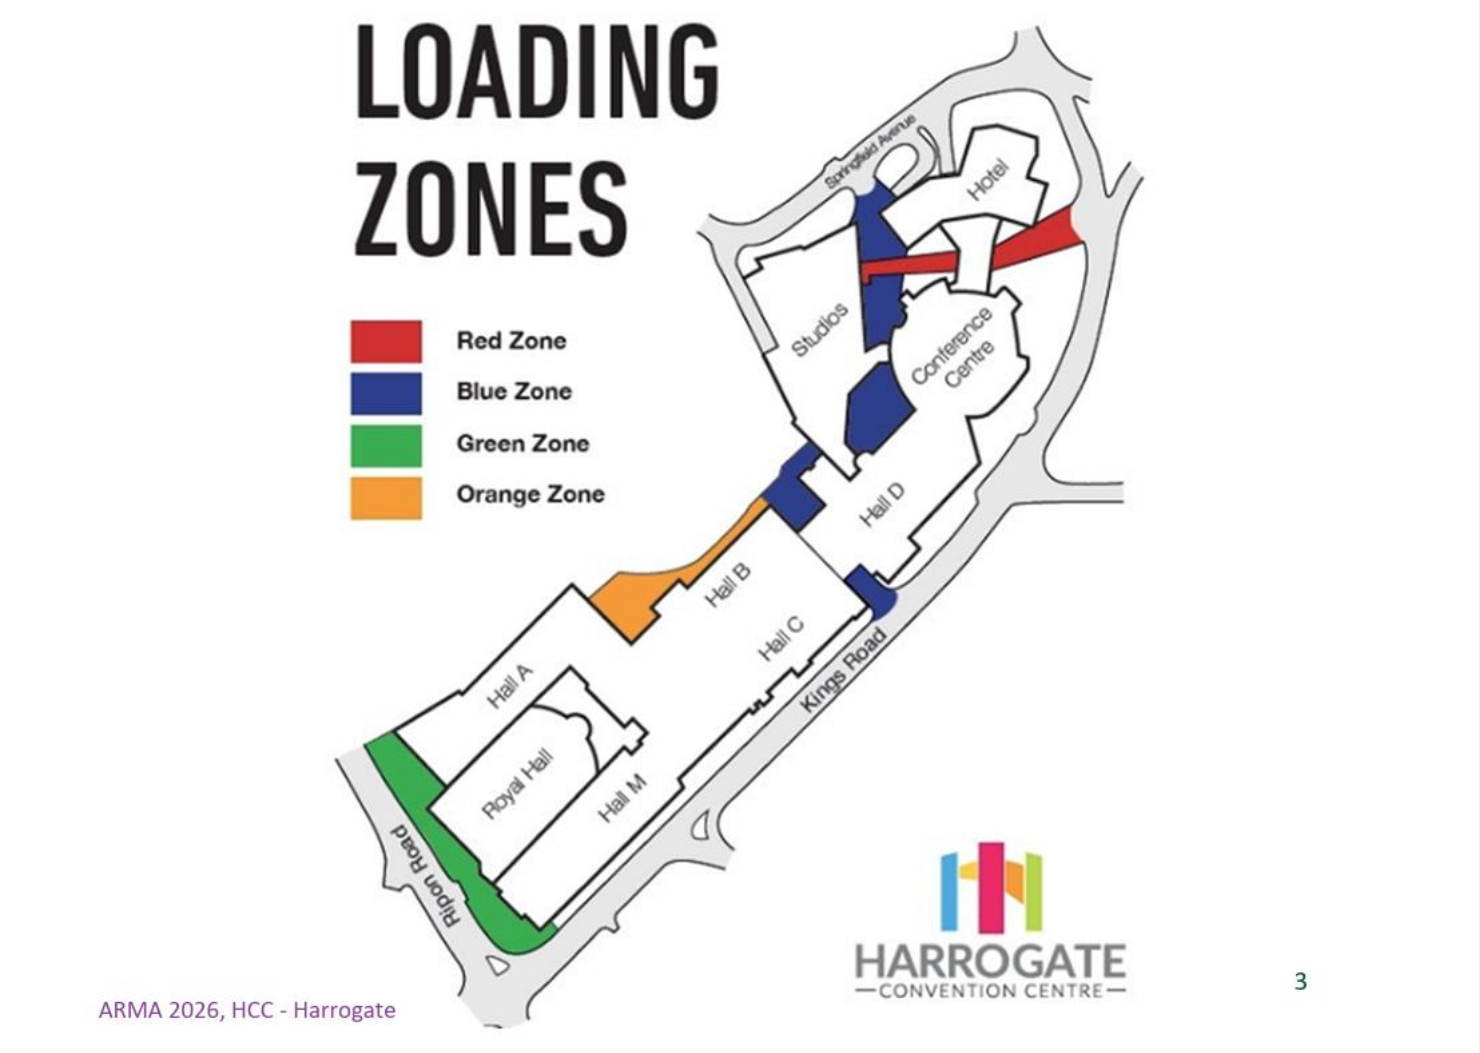 LOADING
ZONES
Red Zone
Blue Zone
Green Zone
Orange Zone
Springfield Avenue
Hotel
Studios
Conference
Centre
Hall D
Hall B
Hall C
Kings Road
Hall A
Royal Hall
Hall M
Ripon Road
HARROGATE
CONVENTION CENTRE
ARMA 2026, HCC - Harrogate
3